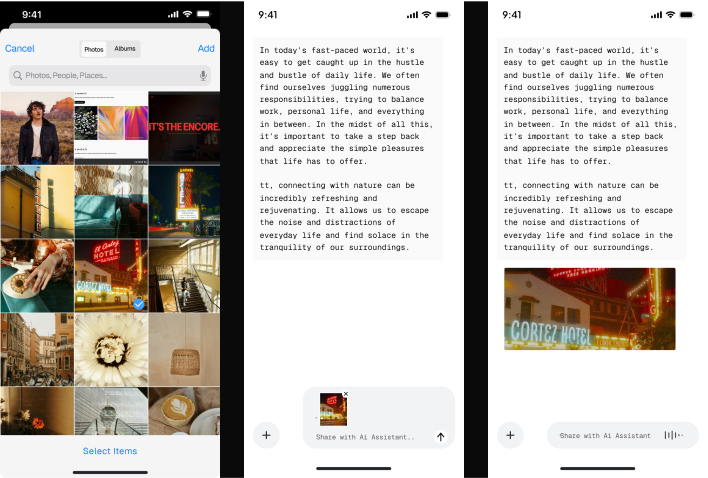 9:41
Cancel
Photos
Albums
Add
Photos, People, Places...
IT'S THE ENCORE.
El Cortez
HOTEL
CORTEZ HOTEL
Select Items
9:41
In today's fast-paced world, it's
easy to get caught up in the hustle
and bustle of daily life. We often
find ourselves juggling numerous
responsibilities, trying to balance
work, personal life, and everything
in between. In the midst of all this,
it's important to take a step back
and appreciate the simple pleasures
that life has to offer.
tt, connecting with nature can be
incredibly refreshing and
rejuvenating. It allows us to escape
the noise and distractions of
everyday life and find solace in the
tranquility of our surroundings.
Share with Ai Assistant..
9:41
In today's fast-paced world, it's
easy to get caught up in the hustle
and bustle of daily life. We often
find ourselves juggling numerous
responsibilities, trying to balance
work, personal life, and everything
in between. In the midst of all this,
it's important to take a step back
and appreciate the simple pleasures
that life has to offer.
tt, connecting with nature can be
incredibly refreshing and
rejuvenating. It allows us to escape
the noise and distractions of
everyday life and find solace in the
tranquility of our surroundings.
CORTEZ HOTEL
Share with Ai Assistant